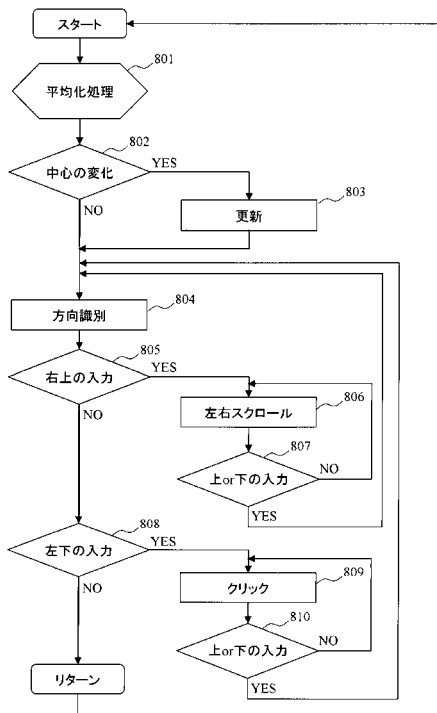 スタート
801
平均化処理
802
中心の変化
YES
803
更新
NO
804
方向識別
805
右上の入力
YES
806
左右スクロール
NO
807
上or下の入力
NO
YES
808
左下の入力
YES
809
クリック
NO
810
上or下の入力
NO
YES
リターン